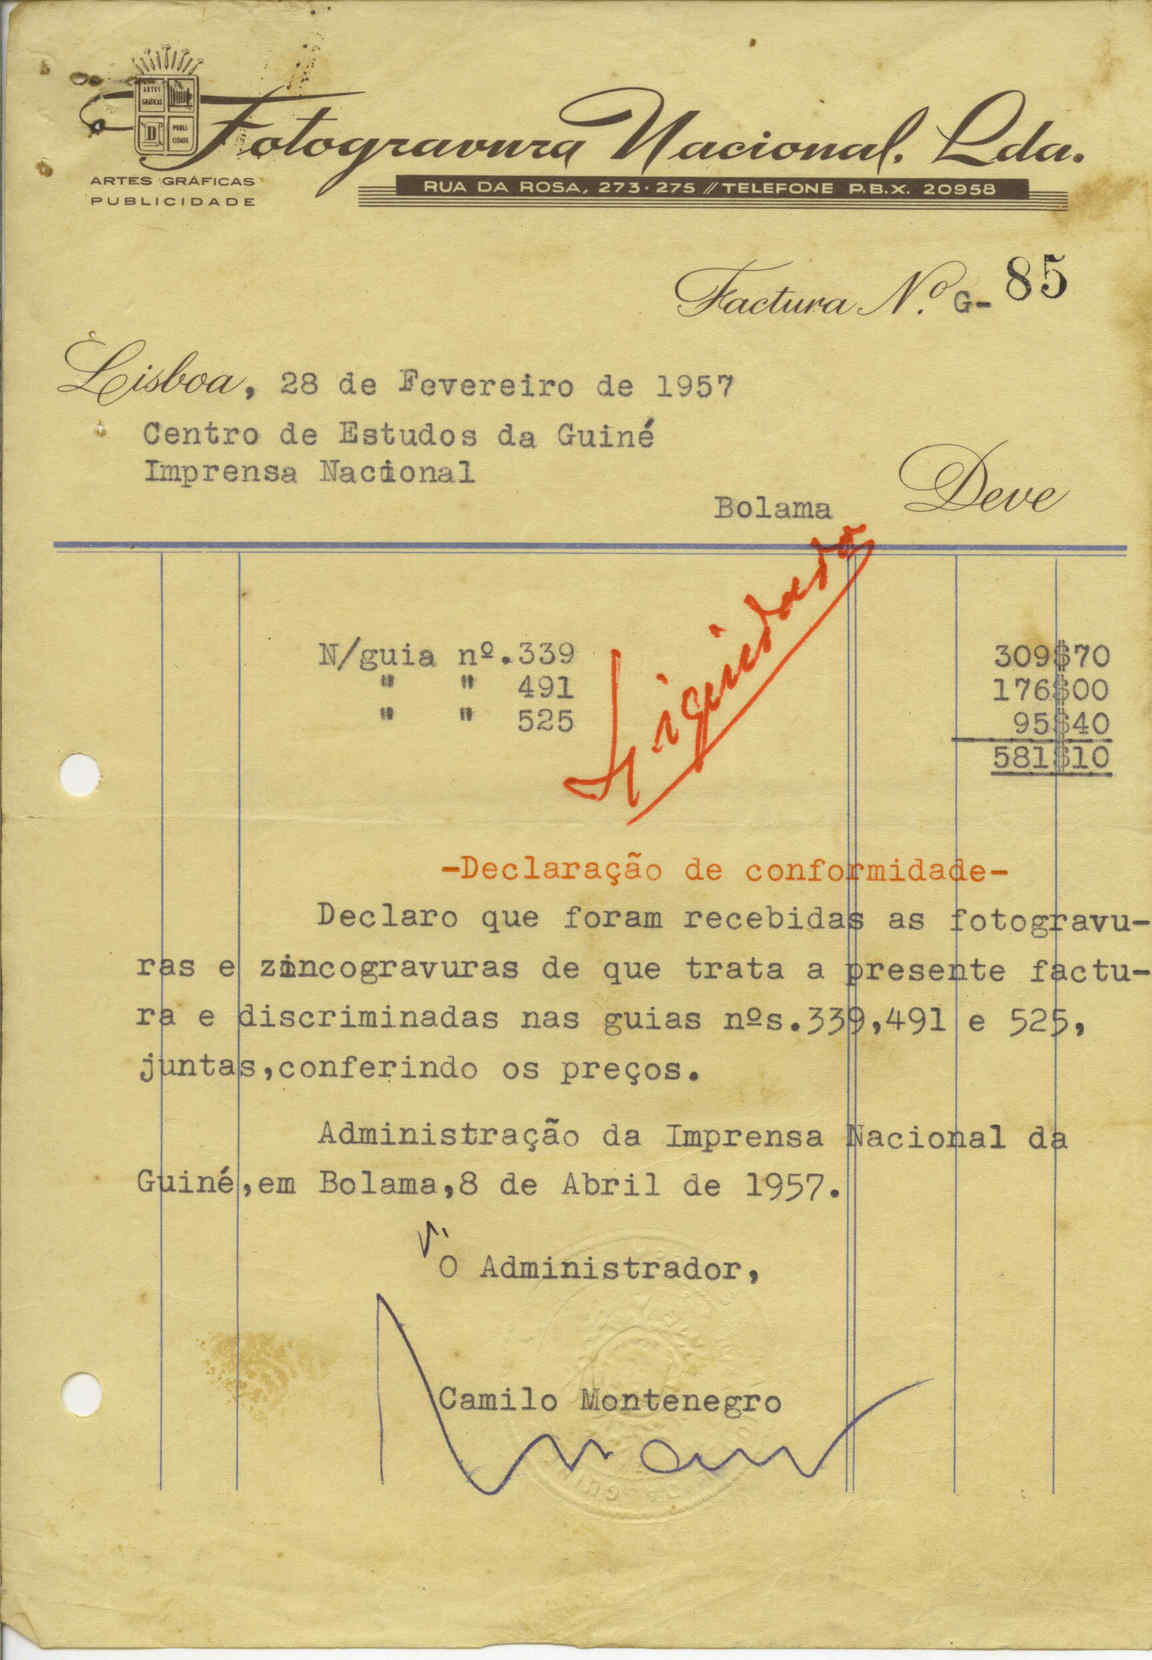 ARTES GRÁFICAS
PUBLICIDADE
Fotogravura Nacional, Lda.
ARTES PUBLICIDADE
RUA DA ROSA, 273·275 // TELEFONE P.B.X. 20958
Factura N.º G- 85
Lisboa, 28 de Fevereiro de 1957
Centro de Estudos da Guiné
Imprensa Nacional
Bolama Deve
Liquidado
N/guia nº.339 309$70
" " 491 176$00
" " 525 95$40
581$10
-Declaração de conformidade-
Declaro que foram recebidas as fotogravu-
ras e zincogravuras de que trata a presente factu-
ra e discriminadas nas guias nºs.339,491 e 525,
juntas,conferindo os preços.
Administração da Imprensa Nacional da
Guiné,em Bolama,8 de Abril de 1957.
O Administrador,
Camilo Montenegro